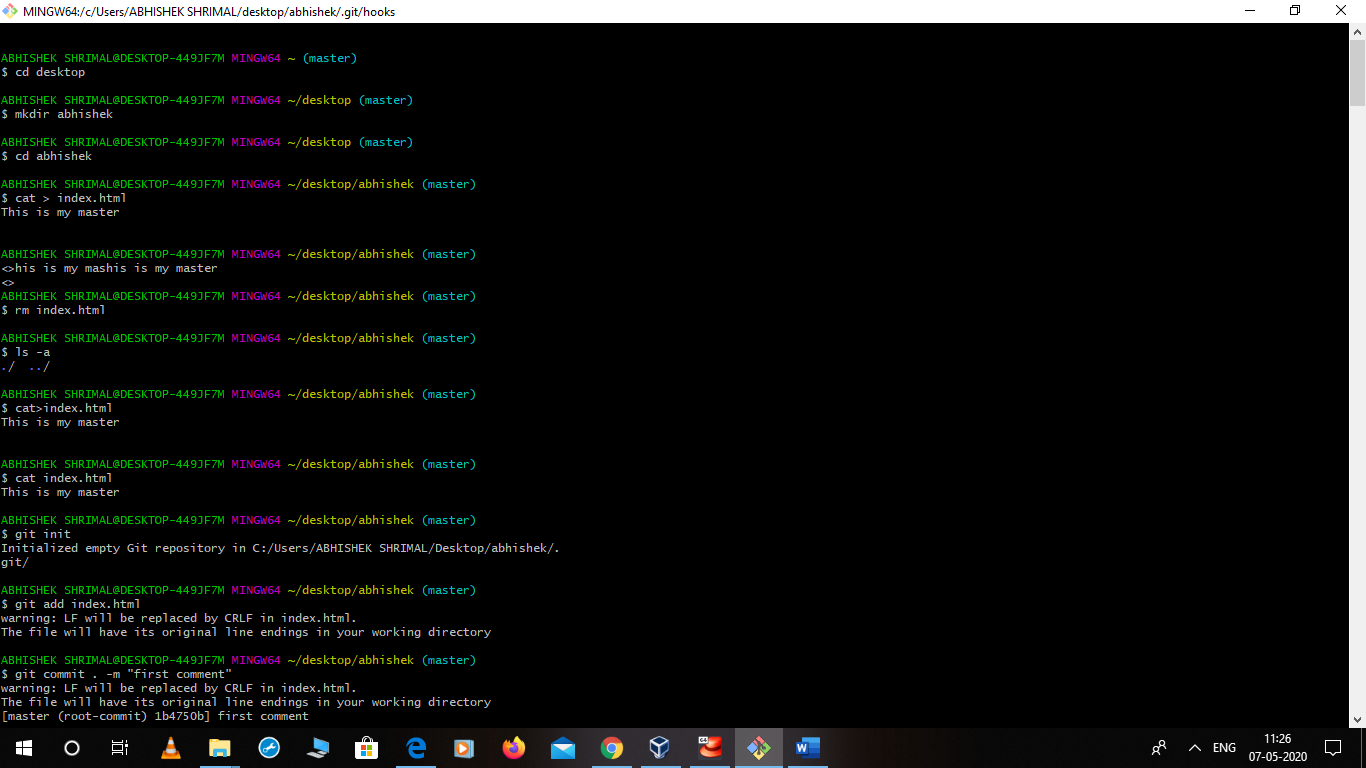 MINGW64:/c/Users/ABHISHEK SHRIMAL/desktop/abhishek/.git/hooks
ABHISHEK SHRIMAL@DESKTOP-449JF7M MINGW64 ~ (master)
$ cd desktop
ABHISHEK SHRIMAL@DESKTOP-449JF7M MINGW64 ~/desktop (master)
$ mkdir abhishek
ABHISHEK SHRIMAL@DESKTOP-449JF7M MINGW64 ~/desktop (master)
$ cd abhishek
ABHISHEK SHRIMAL@DESKTOP-449JF7M MINGW64 ~/desktop/abhishek (master)
$ cat > index.html
This is my master
ABHISHEK SHRIMAL@DESKTOP-449JF7M MINGW64 ~/desktop/abhishek (master)
<>his is my mashis is my master
<>
ABHISHEK SHRIMAL@DESKTOP-449JF7M MINGW64 ~/desktop/abhishek (master)
$ rm index.html
ABHISHEK SHRIMAL@DESKTOP-449JF7M MINGW64 ~/desktop/abhishek (master)
$ ls -a
./  ../
ABHISHEK SHRIMAL@DESKTOP-449JF7M MINGW64 ~/desktop/abhishek (master)
$ cat>index.html
This is my master
ABHISHEK SHRIMAL@DESKTOP-449JF7M MINGW64 ~/desktop/abhishek (master)
$ cat index.html
This is my master
ABHISHEK SHRIMAL@DESKTOP-449JF7M MINGW64 ~/desktop/abhishek (master)
$ git init
Initialized empty Git repository in C:/Users/ABHISHEK SHRIMAL/Desktop/abhishek/.
git/
ABHISHEK SHRIMAL@DESKTOP-449JF7M MINGW64 ~/desktop/abhishek (master)
$ git add index.html
warning: LF will be replaced by CRLF in index.html.
The file will have its original line endings in your working directory
ABHISHEK SHRIMAL@DESKTOP-449JF7M MINGW64 ~/desktop/abhishek (master)
$ git commit . -m "first comment"
warning: LF will be replaced by CRLF in index.html.
The file will have its original line endings in your working directory
[master (root-commit) 1b4750b] first comment
ENG
11:26
07-05-2020